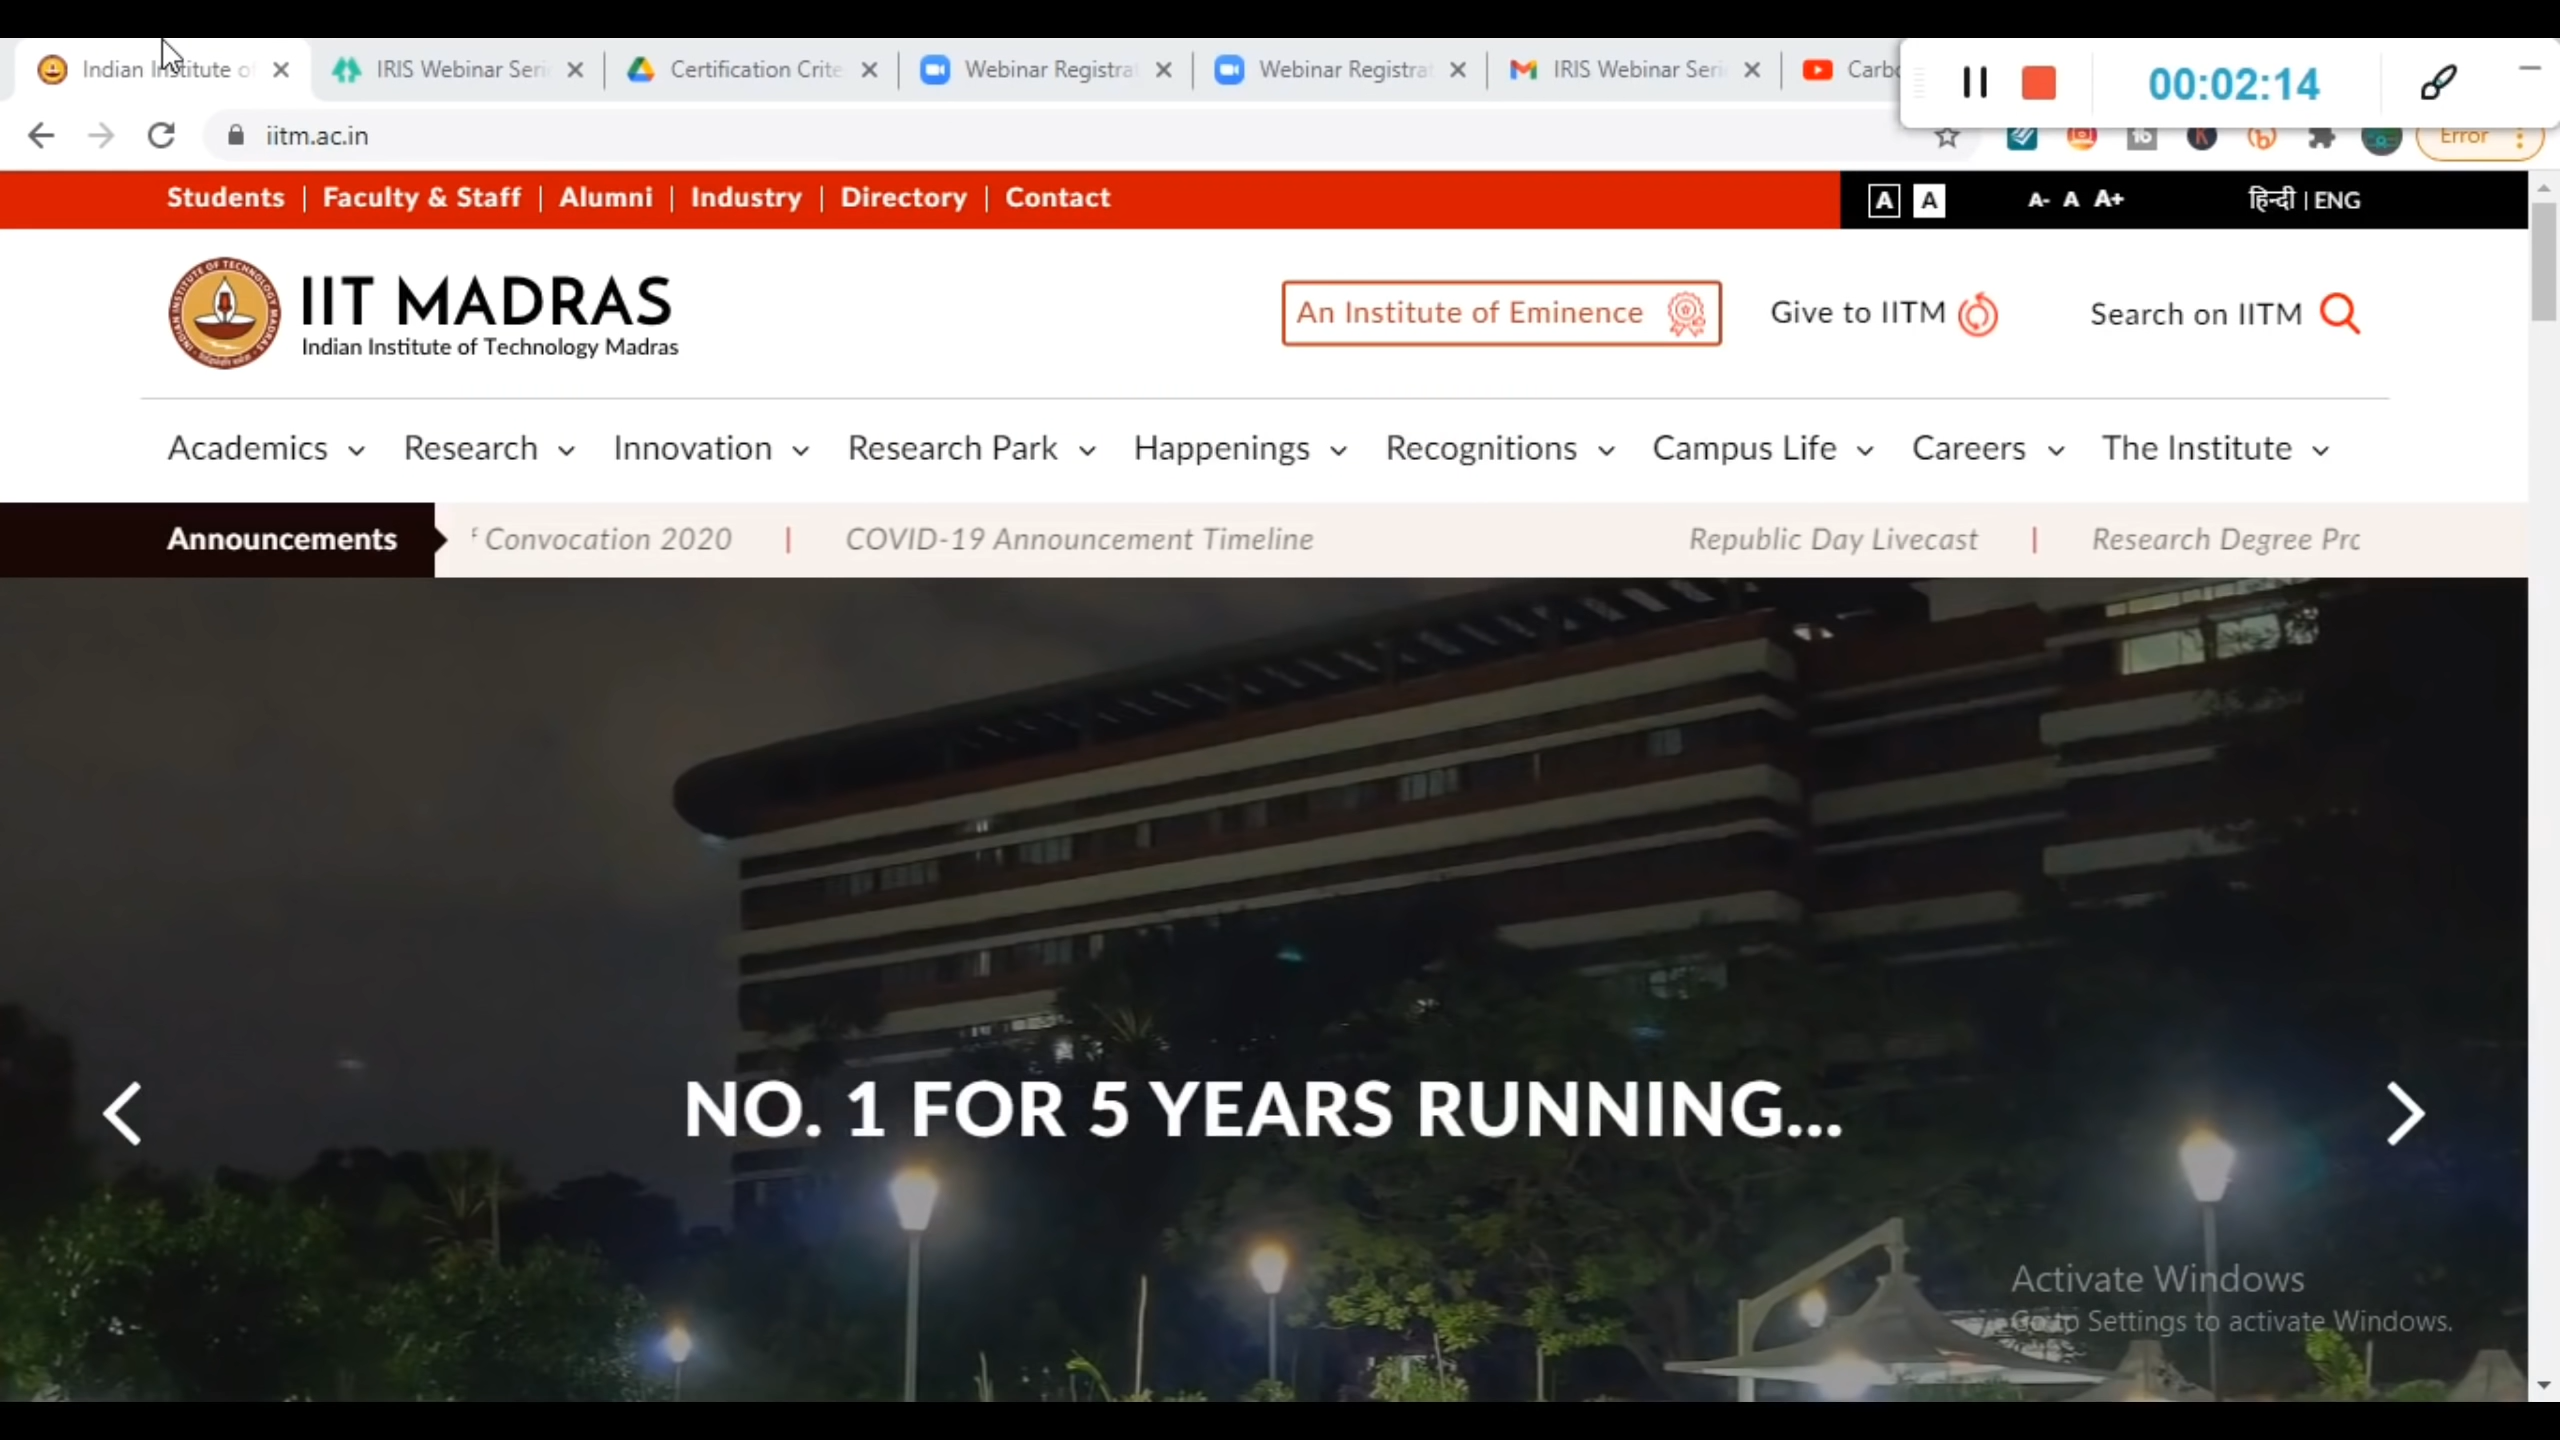 Indian Institute of
IRIS Webinar Seri
Certification Crite
Webinar Registrat
Webinar Registrat
IRIS Webinar Seri
Carbo
00:02:14
iitm.ac.in
Error
Students | Faculty & Staff | Alumni | Industry | Directory | Contact
A A A- A A+ हिन्दी | ENG
IIT MADRAS
Indian Institute of Technology Madras
An Institute of Eminence
Give to IITM
Search on IITM
Academics Research Innovation Research Park Happenings Recognitions Campus Life Careers The Institute
Announcements
Convocation 2020 | COVID-19 Announcement Timeline Republic Day Livecast | Research Degree Pro
NO. 1 FOR 5 YEARS RUNNING...
Activate Windows
Go to Settings to activate Windows.